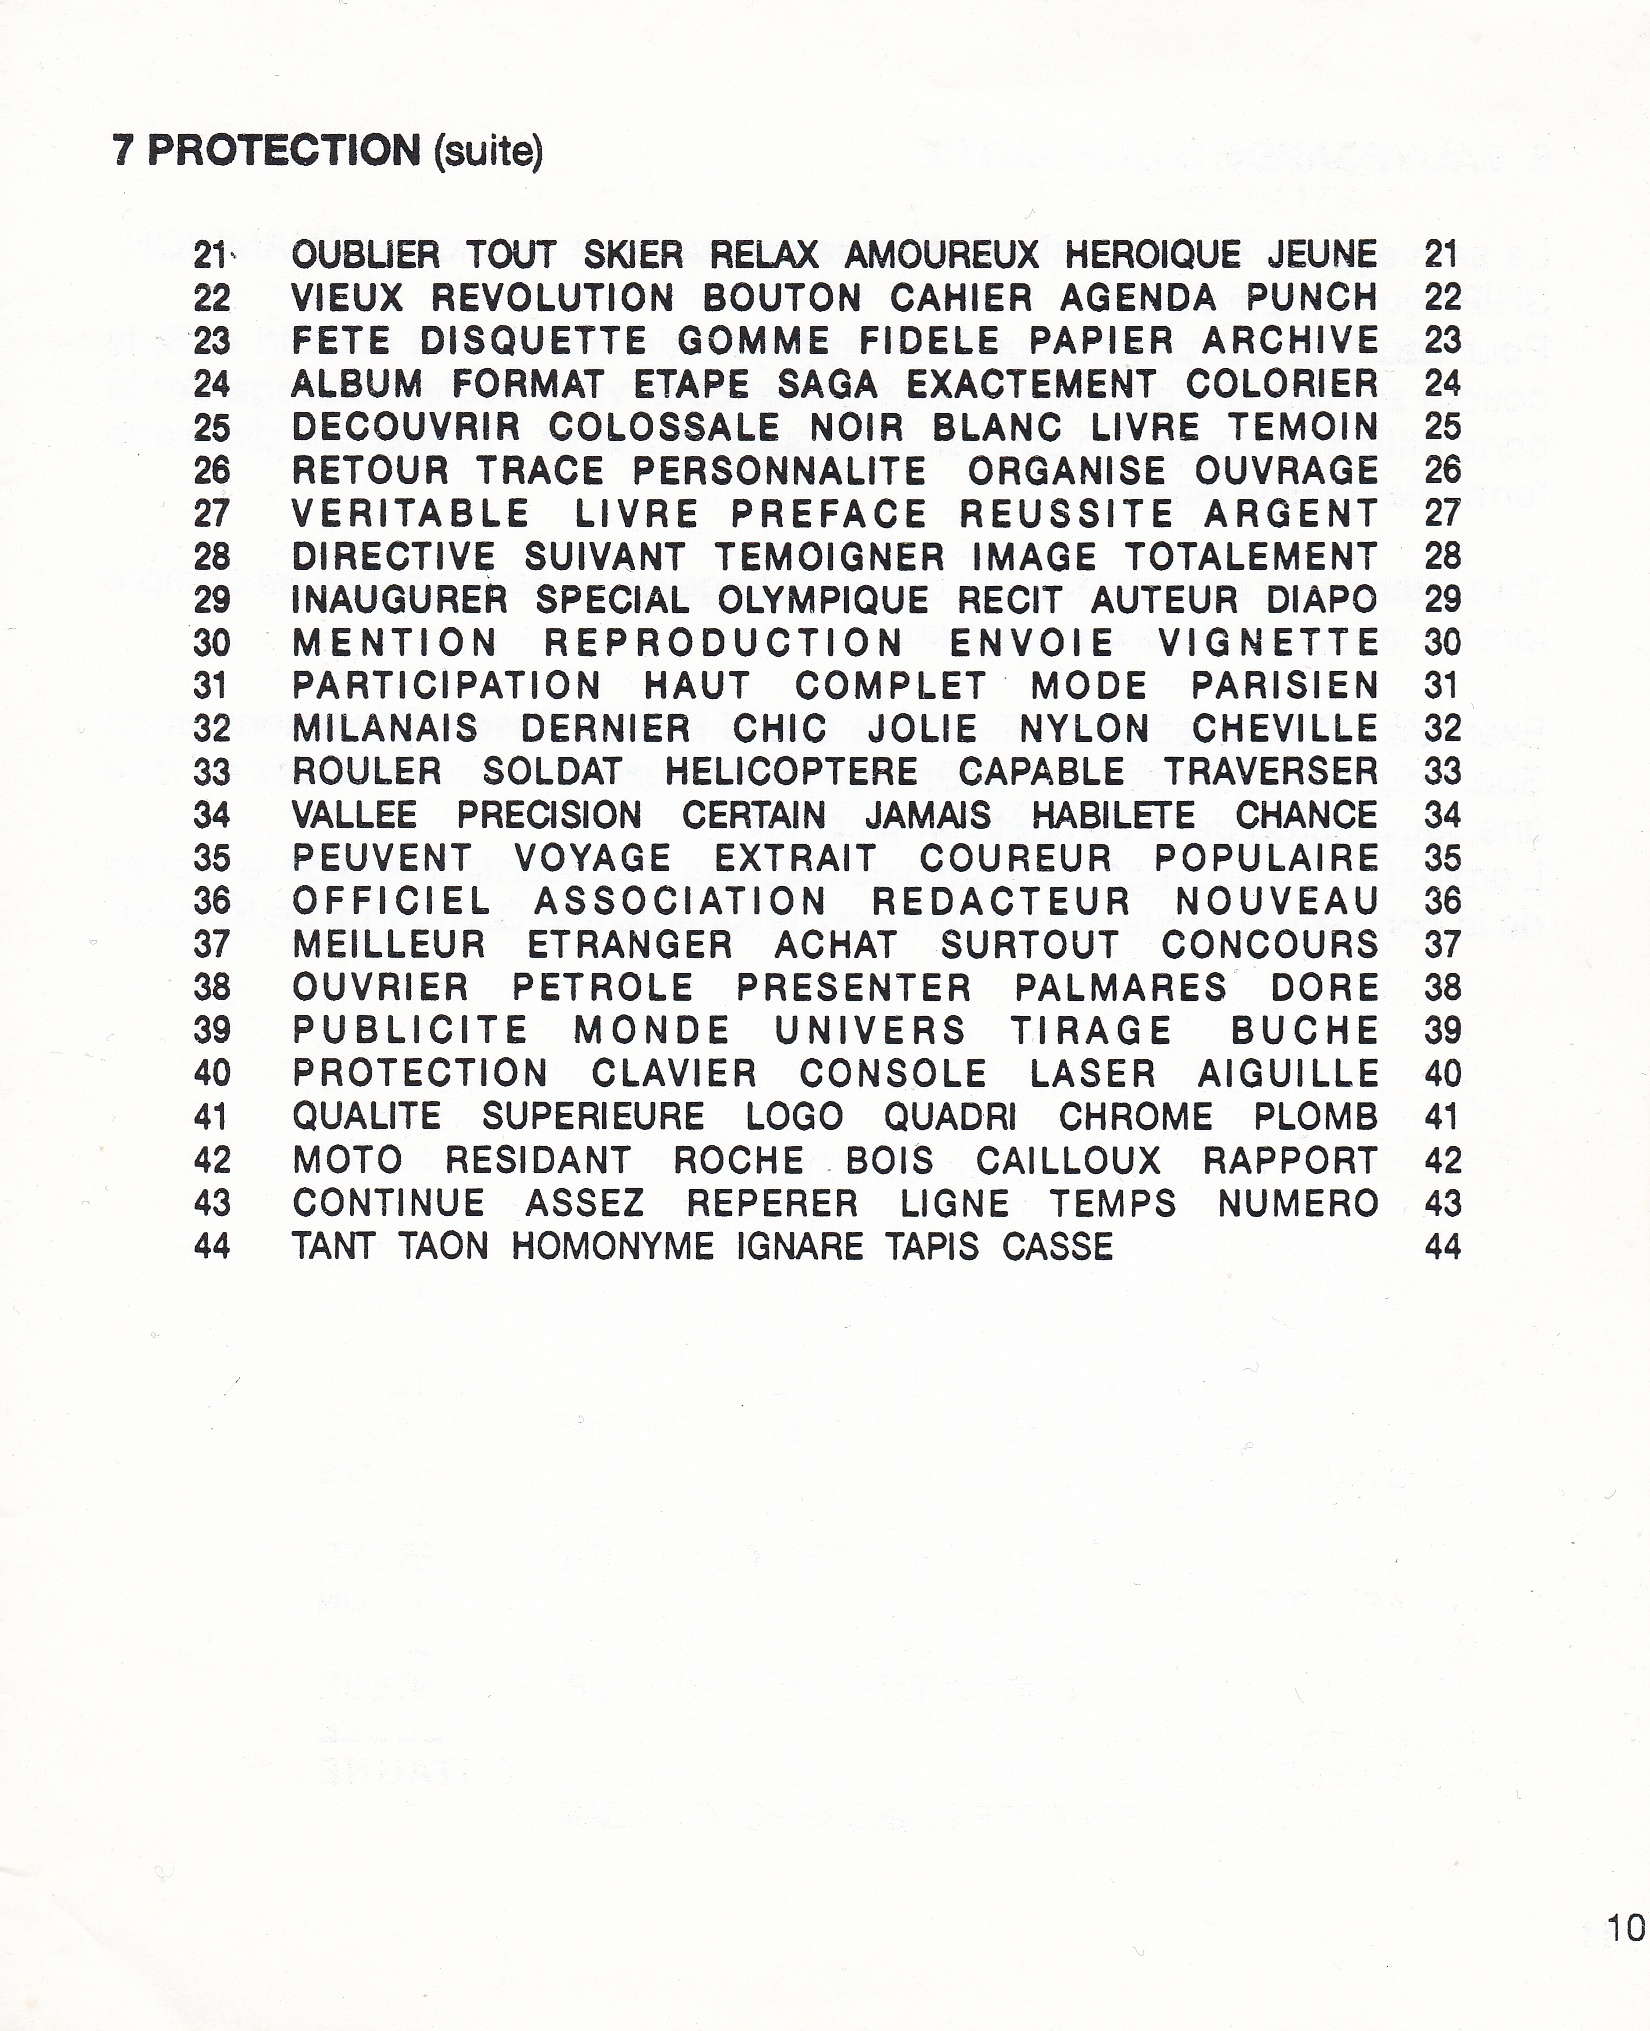 7 PROTECTION (suite)
21 OUBLIER TOUT SKIER RELAX AMOUREUX HEROIQUE JEUNE 21
22 VIEUX REVOLUTION BOUTON CAHIER AGENDA PUNCH 22
23 FETE DISQUETTE GOMME FIDELE PAPIER ARCHIVE 23
24 ALBUM FORMAT ETAPE SAGA EXACTEMENT COLORIER 24
25 DECOUVRIR COLOSSALE NOIR BLANC LIVRE TEMOIN 25
26 RETOUR TRACE PERSONNALITE ORGANISE OUVRAGE 26
27 VERITABLE LIVRE PREFACE REUSSITE ARGENT 27
28 DIRECTIVE SUIVANT TEMOIGNER IMAGE TOTALEMENT 28
29 INAUGURER SPECIAL OLYMPIQUE RECIT AUTEUR DIAPO 29
30 MENTION REPRODUCTION ENVOIE VIGNETTE 30
31 PARTICIPATION HAUT COMPLET MODE PARISIEN 31
32 MILANAIS DERNIER CHIC JOLIE NYLON CHEVILLE 32
33 ROULER SOLDAT HELICOPTERE CAPABLE TRAVERSER 33
34 VALLEE PRECISION CERTAIN JAMAIS HABILETE CHANCE 34
35 PEUVENT VOYAGE EXTRAIT COUREUR POPULAIRE 35
36 OFFICIEL ASSOCIATION REDACTEUR NOUVEAU 36
37 MEILLEUR ETRANGER ACHAT SURTOUT CONCOURS 37
38 OUVRIER PETROLE PRESENTER PALMARES DORE 38
39 PUBLICITE MONDE UNIVERS TIRAGE BUCHE 39
40 PROTECTION CLAVIER CONSOLE LASER AIGUILLE 40
41 QUALITE SUPERIEURE LOGO QUADRI CHROME PLOMB 41
42 MOTO RESIDANT ROCHE BOIS CAILLOUX RAPPORT 42
43 CONTINUE ASSEZ REPERER LIGNE TEMPS NUMERO 43
44 TANT TAON HOMONYME IGNARE TAPIS CASSE 44
10